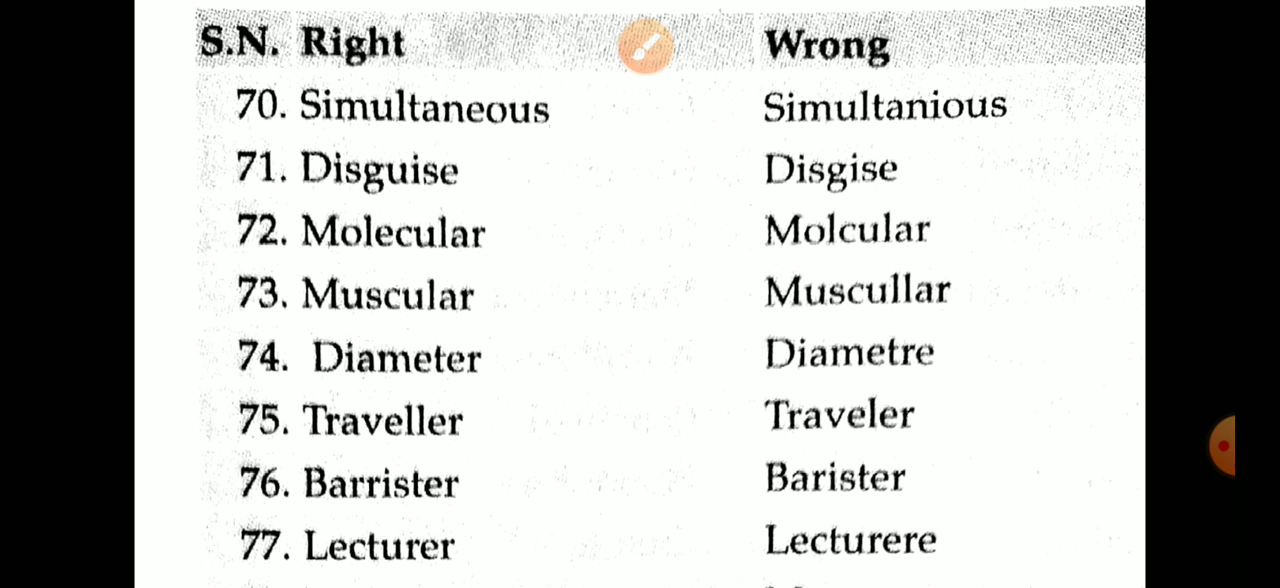 S.N. Right Wrong
70. Simultaneous Simultanious
71. Disguise Disgise
72. Molecular Molcular
73. Muscular Muscullar
74. Diameter Diametre
75. Traveller Traveler
76. Barrister Barister
77. Lecturer Lecturere